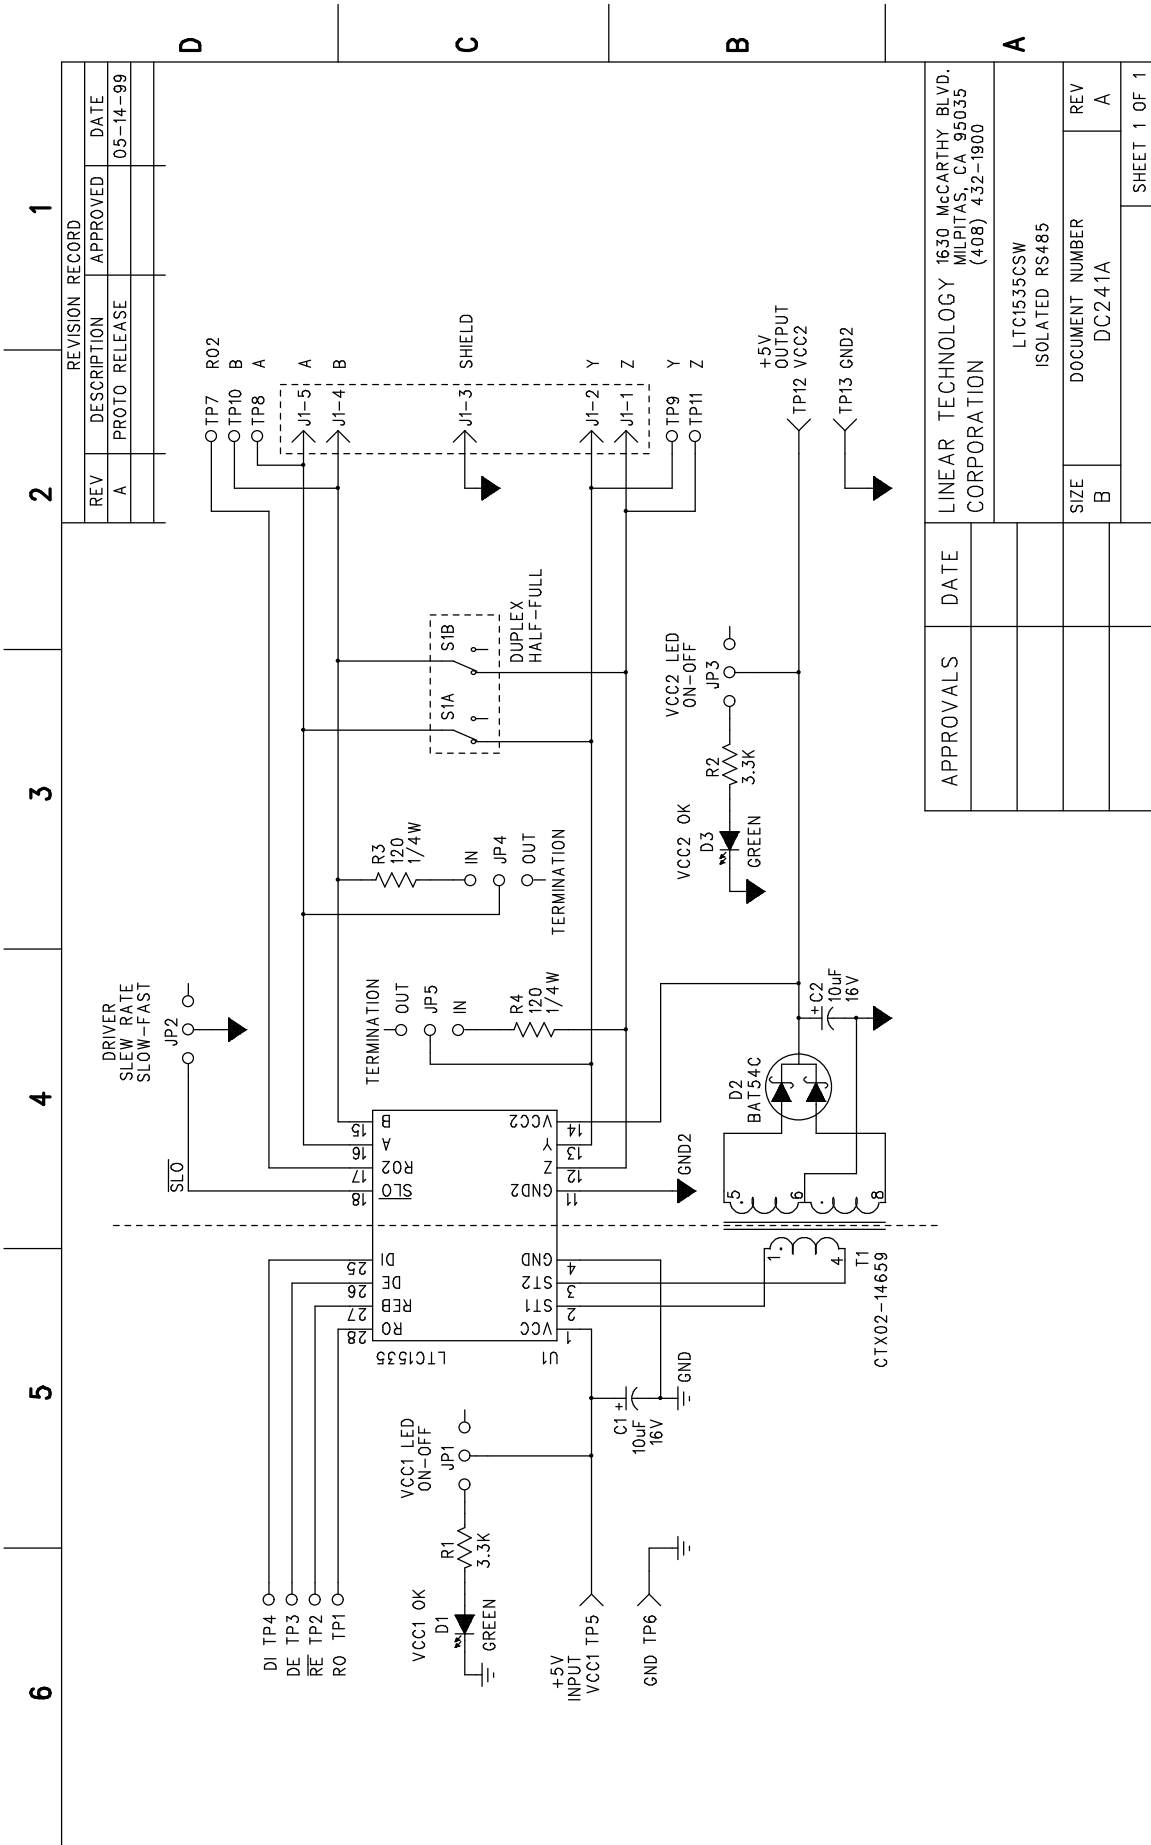 6
5
4
3
2
1
D
C
B
A
REVISION RECORD
REV
DESCRIPTION
APPROVED
DATE
A
PROTO RELEASE
05-14-99
DRIVER
SLEW RATE
SLOW-FAST
JP2
SLO
DI TP4
DE TP3
RE TP2
RO TP1
25
26
27
28
DI
DE
REB
RO
18
17
16
15
SLO
RO2
A
B
LTC1535
U1
VCC
ST1
ST2
GND
1
2
3
4
GND2
Z
Y
VCC2
11
12
13
14
VCC1 LED
ON-OFF
JP1
VCC1 OK
D1
GREEN
R1
3.3K
+5V
INPUT
VCC1 TP5
GND TP6
C1
+
10uF
16V
GND
GND2
T1
CTX02-14659
1
4
5
6
8
D2
BAT54C
+
C2
10uF
16V
TERMINATION
OUT
JP5
IN
R4
120
1/4W
R3
120
1/4W
IN
JP4
OUT
TERMINATION
S1A
S1B
DUPLEX
HALF-FULL
VCC2 LED
ON-OFF
JP3
VCC2 OK
D3
GREEN
R2
3.3K
TP7 RO2
TP10 B
TP8 A
J1-5 A
J1-4 B
J1-3 SHIELD
J1-2 Y
J1-1 Z
TP9 Y
TP11 Z
+5V
OUTPUT
TP12 VCC2
TP13 GND2
APPROVALS
DATE
LINEAR TECHNOLOGY
CORPORATION
1630 McCARTHY BLVD.
MILPITAS, CA 95035
(408) 432-1900
LTC1535CSW
ISOLATED RS485
SIZE
B
DOCUMENT NUMBER
DC241A
REV
A
SHEET 1 OF 1